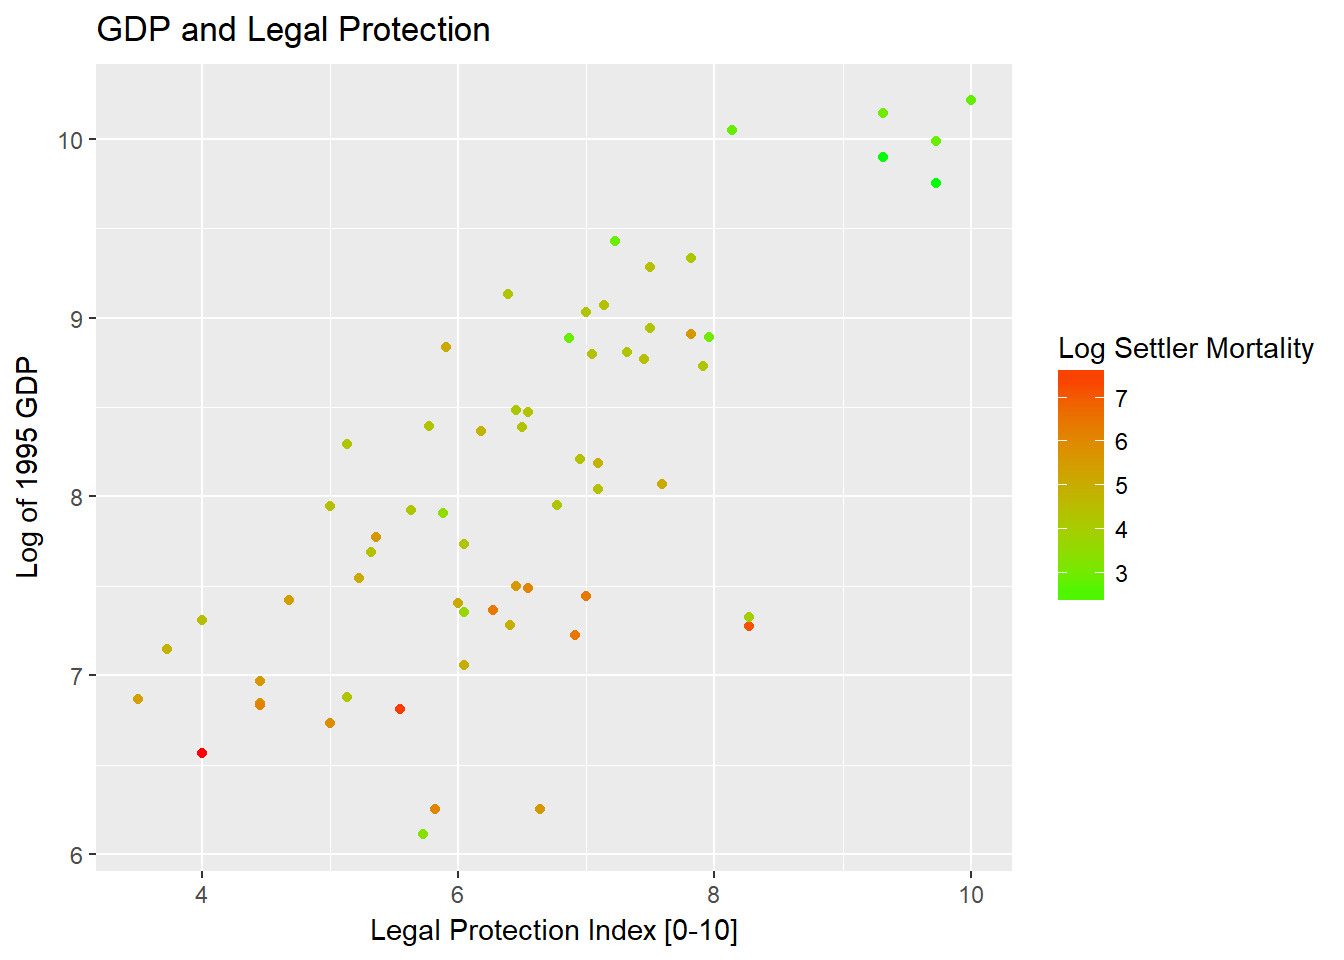 GDP and Legal Protection
10
9
8
7
6
Log of 1995 GDP
4 6 8 10
Legal Protection Index [0-10]
Log Settler Mortality
7
6
5
4
3